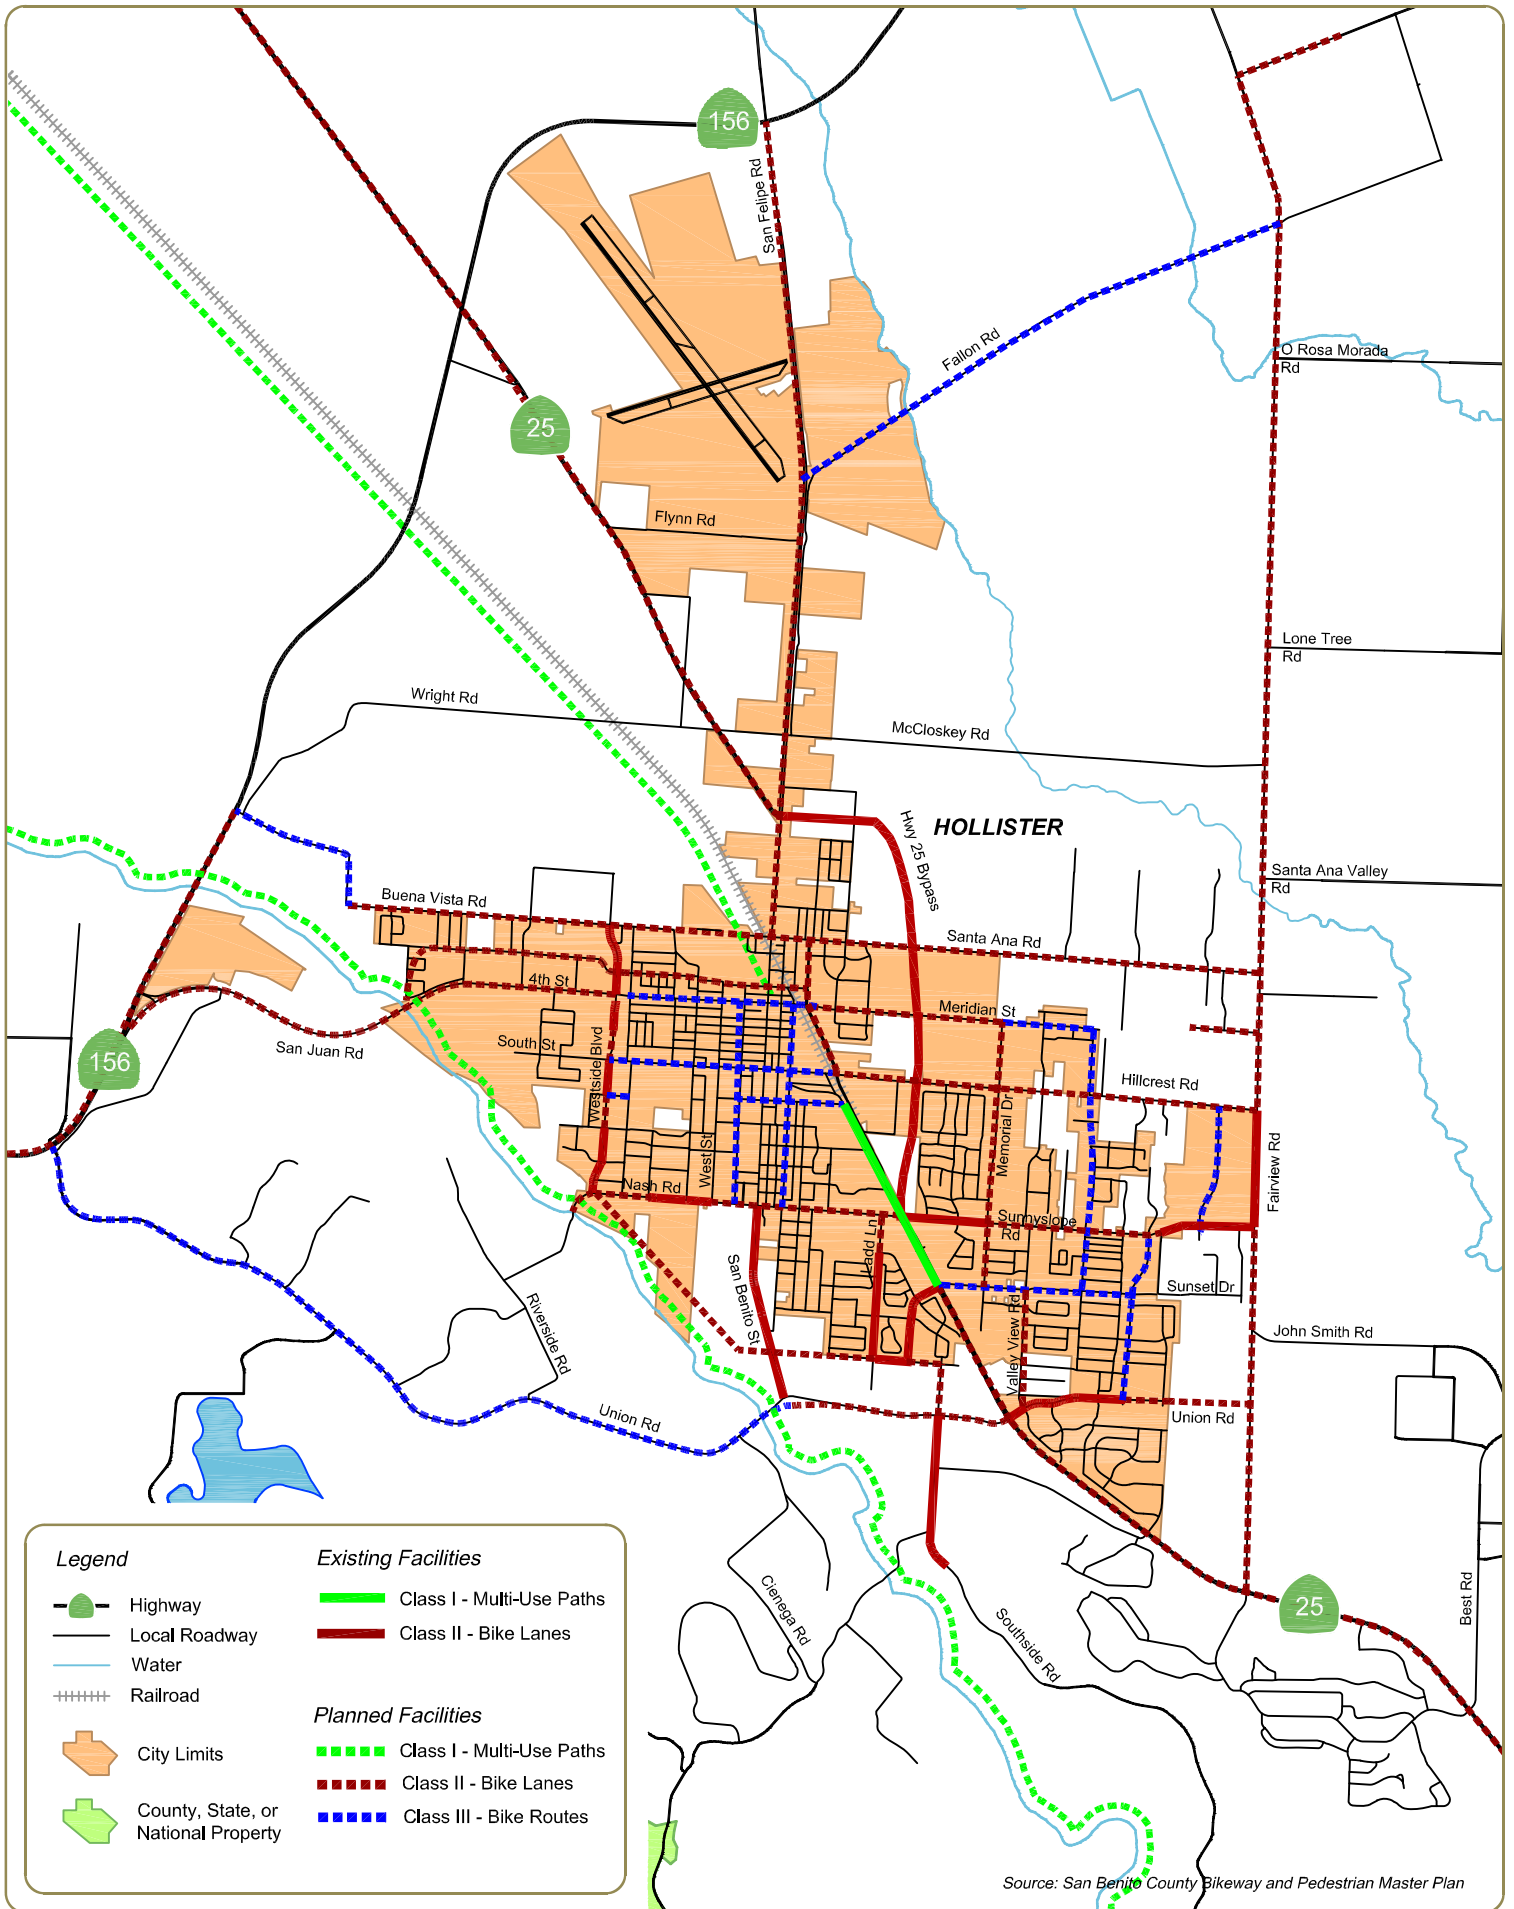 156
San Felipe Rd
Fallon Rd
O Rosa Morada
Rd
25
Flynn Rd
Lone Tree
Rd
Wright Rd
McCloskey Rd
HOLLISTER
Hwy 25 Bypass
Santa Ana Valley
Rd
Buena Vista Rd
Santa Ana Rd
4th St
Meridian St
San Juan Rd
South St
Westside Blvd
156
Hillcrest Rd
Memorial Dr
Fairview Rd
West St
Nash Rd
Sunnyslope
Rd
Ladd Ln
San Benito St
Sunset Dr
Valley View Rd
Riverside Rd
John Smith Rd
Union Rd
Union Rd
Best Rd
25
Cienega Rd
Southside Rd
Legend
Highway
Local Roadway
Water
Railroad
City Limits
County, State, or
National Property
Existing Facilities
Class I - Multi-Use Paths
Class II - Bike Lanes
Planned Facilities
Class I - Multi-Use Paths
Class II - Bike Lanes
Class III - Bike Routes
Source: San Benito County Bikeway and Pedestrian Master Plan